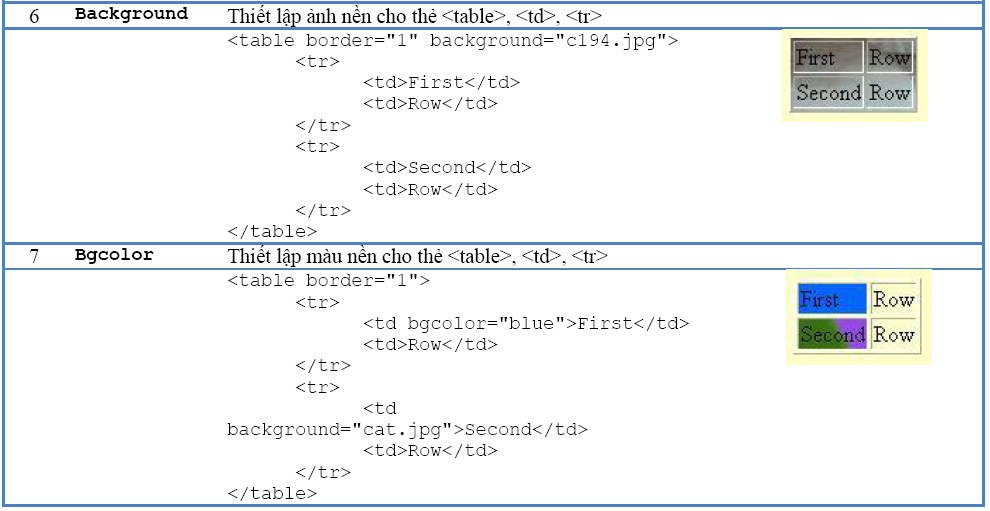 6 Background Thiết lập ảnh nền cho thẻ <table>, <td>, <tr>
<table border="1" background="c194.jpg">
<tr>
<td>First</td>
<td>Row</td>
</tr>
<tr>
<td>Second</td>
<td>Row</td>
</tr>
</table>
First Row
Second Row
7 Bgcolor Thiết lập màu nền cho thẻ <table>, <td>, <tr>
<table border="1">
<tr>
<td bgcolor="blue">First</td>
<td>Row</td>
</tr>
<tr>
<td
background="cat.jpg">Second</td>
<td>Row</td>
</tr>
</table>
First Row
Second Row